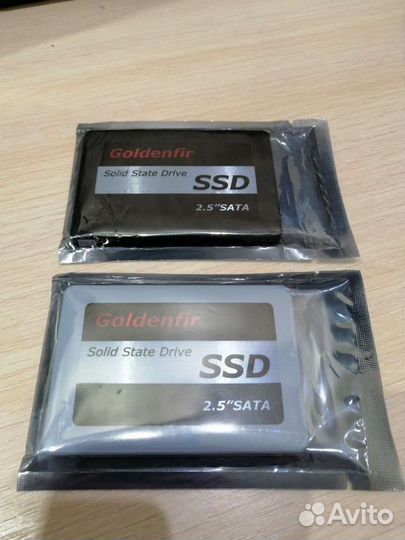 Goldenfir
Solid State Drive
SSD
2.5”SATA
Goldenfir
Solid State Drive
SSD
2.5”SATA
Avito